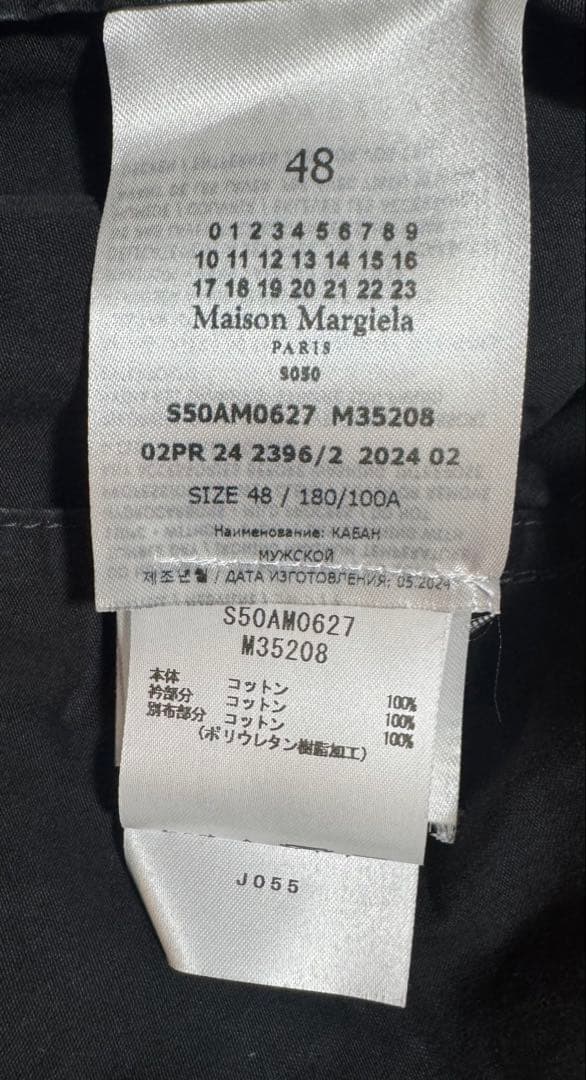 48
0 1 2 3 4 5 6 7 8 9
10 11 12 13 14 15 16
17 18 19 20 21 22 23
Maison Margiela
PARIS
S050
S50AM0627 M35208
02PR 24 2396/2 2024 02
SIZE 48 / 180/100A
Наименование: КАБАН
МУЖСКОЙ
제조년월 / ДАТА ИЗГОТОВЛЕНИЯ: 05.2024
S50AM0627
M35208
本体 コットン 100%
衿部分 コットン 100%
別布部分 コットン 100%
(ポリウレタン樹脂加工)
J055